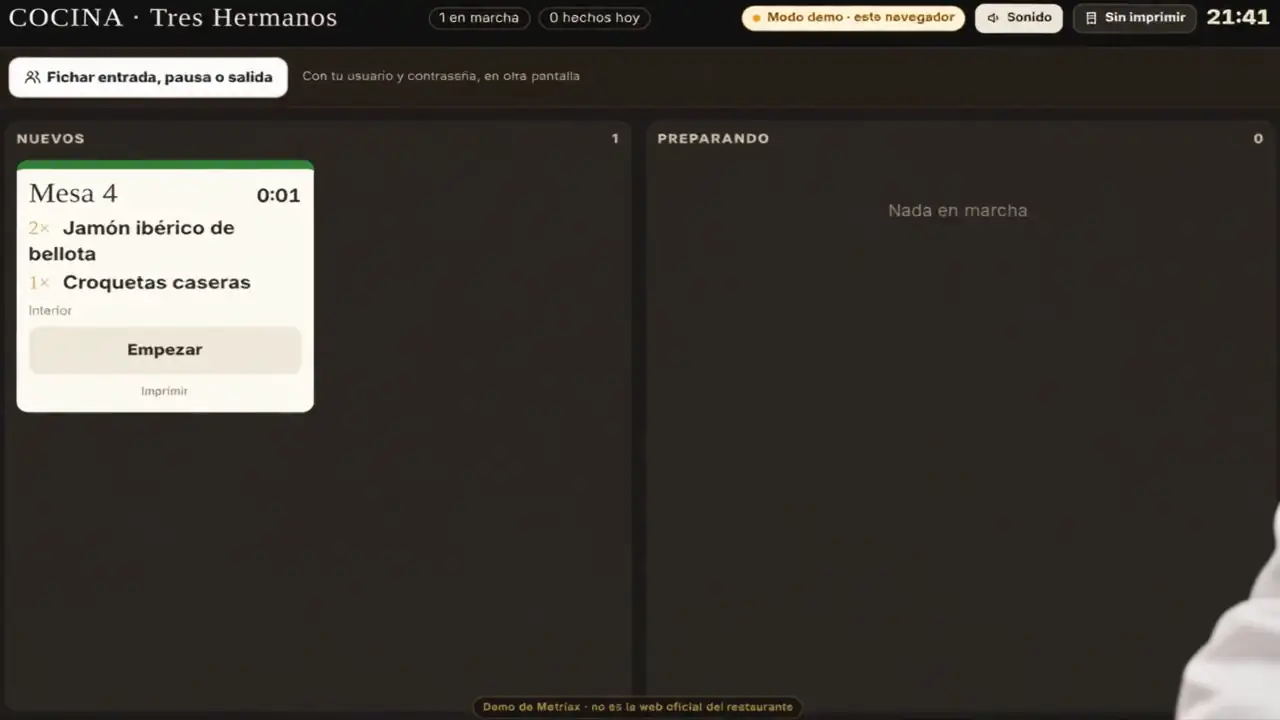 COCINA · Tres Hermanos
1 en marcha
0 hechos hoy
Modo demo · este navegador
Sonido
Sin imprimir
21:41
Fichar entrada, pausa o salida
Con tu usuario y contraseña, en otra pantalla
NUEVOS
1
Mesa 4
0:01
2× Jamón ibérico de
bellota
1× Croquetas caseras
Interior
Empezar
Imprimir
PREPARANDO
0
Nada en marcha
Demo de Matriax · no es la web oficial del restaurante